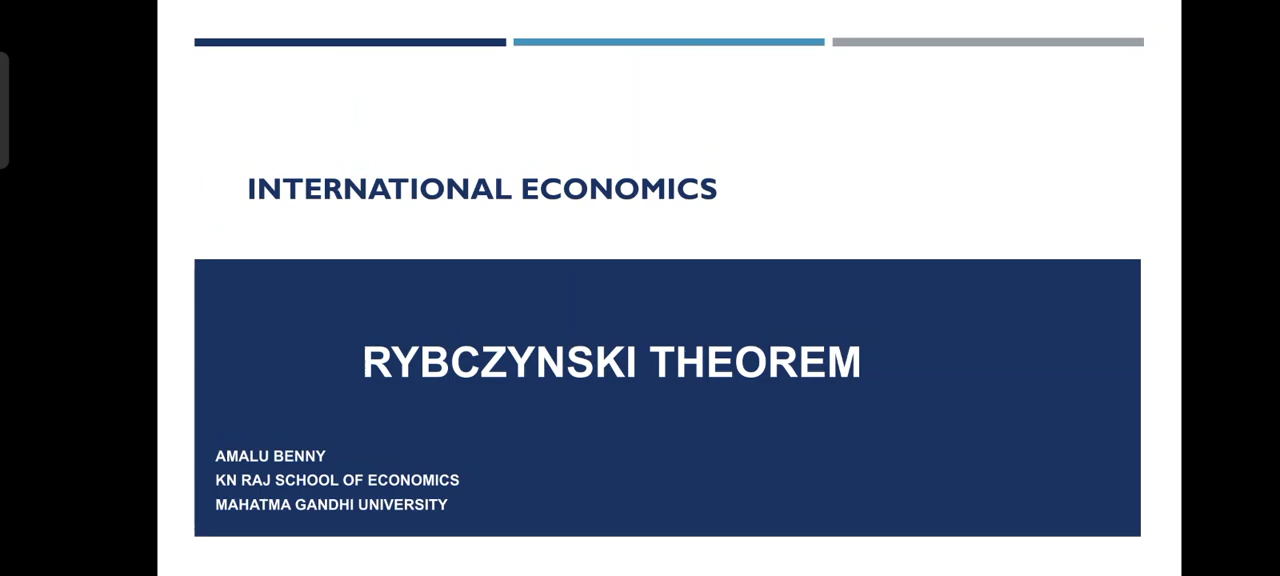 INTERNATIONAL ECONOMICS
RYBCZYNSKI THEOREM
AMALU BENNY
KN RAJ SCHOOL OF ECONOMICS
MAHATMA GANDHI UNIVERSITY